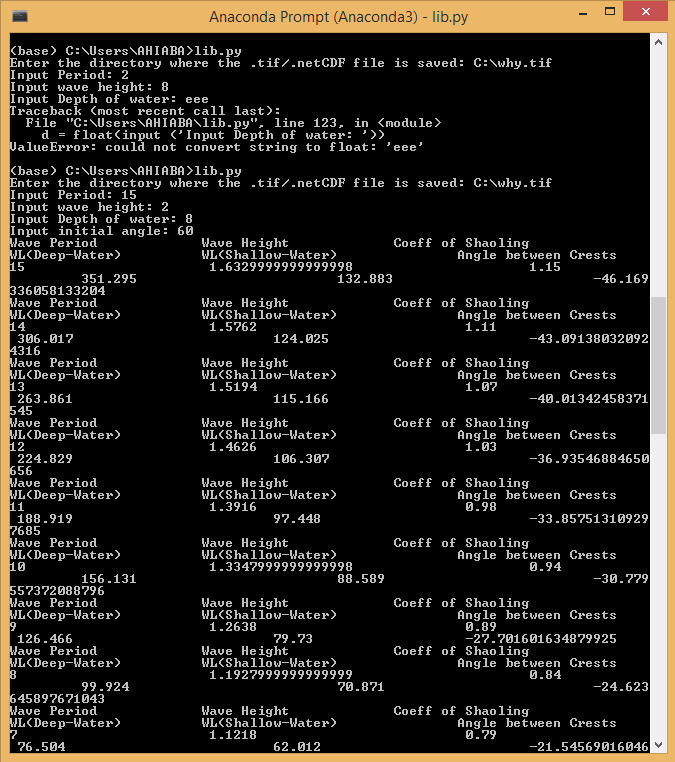 Anaconda Prompt (Anaconda3) - lib.py
(base) C:\Users\AHIABA>lib.py
Enter the directory where the .tif/.netCDF file is saved: C:\why.tif
Input Period: 2
Input wave height: 8
Input Depth of water: eee
Traceback (most recent call last):
  File "C:\Users\AHIABA\lib.py", line 123, in <module>
    d = float(input ('Input Depth of water: '))
ValueError: could not convert string to float: 'eee'
(base) C:\Users\AHIABA>lib.py
Enter the directory where the .tif/.netCDF file is saved: C:\why.tif
Input Period: 15
Input wave height: 2
Input Depth of water: 8
Input initial angle: 60
Wave Period             Wave Height             Coeff of Shaoling
WL(Deep-Water)          WL(Shallow-Water)               Angle between Crests
15                       1.6329999999999998                      1.15
         351.295                         132.883                         -46.169
336058133204
Wave Period             Wave Height             Coeff of Shaoling
WL(Deep-Water)          WL(Shallow-Water)               Angle between Crests
14                       1.5762                          1.11
 306.017                         124.025                         -43.09138032092
4316
Wave Period             Wave Height             Coeff of Shaoling
WL(Deep-Water)          WL(Shallow-Water)               Angle between Crests
13                       1.5194                          1.07
 263.861                         115.166                         -40.01342458371
545
Wave Period             Wave Height             Coeff of Shaoling
WL(Deep-Water)          WL(Shallow-Water)               Angle between Crests
12                       1.4626                          1.03
 224.829                         106.307                         -36.93546884650
656
Wave Period             Wave Height             Coeff of Shaoling
WL(Deep-Water)          WL(Shallow-Water)               Angle between Crests
11                       1.3916                          0.98
 188.919                         97.448                          -33.85751310929
7685
Wave Period             Wave Height             Coeff of Shaoling
WL(Deep-Water)          WL(Shallow-Water)               Angle between Crests
10                       1.3347999999999998                      0.94
         156.131                         88.589                          -30.779
557372088796
Wave Period             Wave Height             Coeff of Shaoling
WL(Deep-Water)          WL(Shallow-Water)               Angle between Crests
9                        1.2638                          0.89
 126.466                         79.73                   -27.701601634879925
Wave Period             Wave Height             Coeff of Shaoling
WL(Deep-Water)          WL(Shallow-Water)               Angle between Crests
8                        1.1927999999999999                      0.84
         99.924                          70.871                          -24.623
645897671043
Wave Period             Wave Height             Coeff of Shaoling
WL(Deep-Water)          WL(Shallow-Water)               Angle between Crests
7                        1.1218                          0.79
 76.504                          62.012                          -21.54569016046